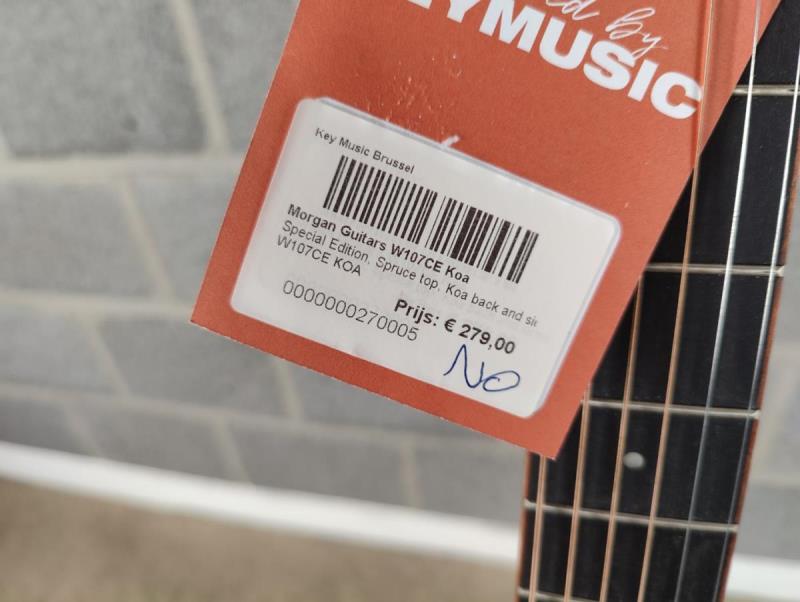 by
KEYMUSIC
Key Music Brussel
Morgan Guitars W107CE Koa
Special Edition. Spruce top, Koa back and
W107CE KOA
Prijs: € 279,00
0000000270005
NO